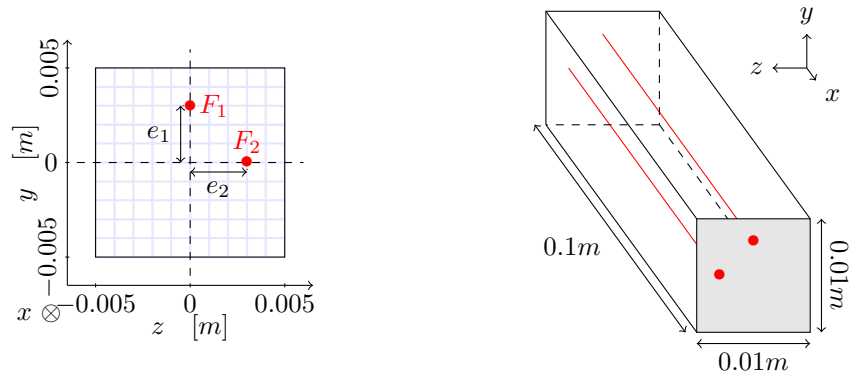 0.005
F₁
e₁
F₂
y [m]
0
e₂
−0.005
x ⊗
−0.005
0
0.005
z [m]
y
z
x
0.1m
0.01m
0.01m